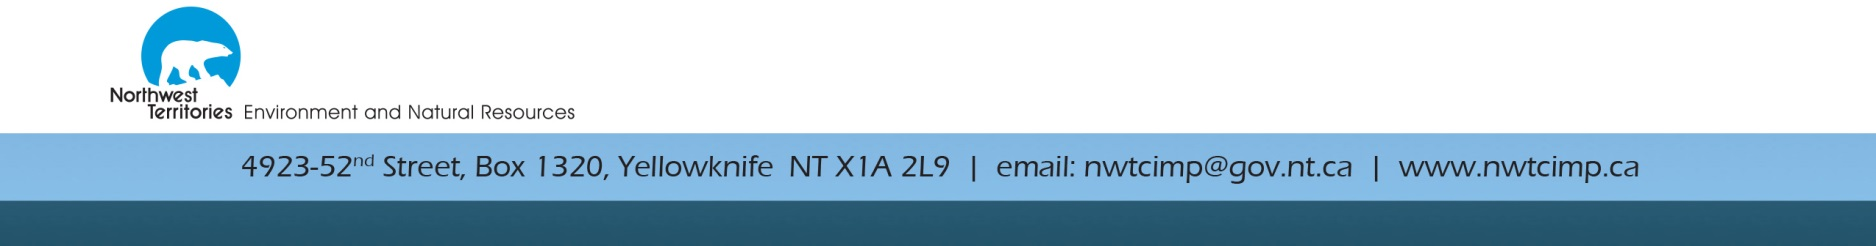 Northwest
Territories Environment and Natural Resources
4923-52nd Street, Box 1320, Yellowknife NT X1A 2L9 | email: nwtcimp@gov.nt.ca | www.nwtcimp.ca